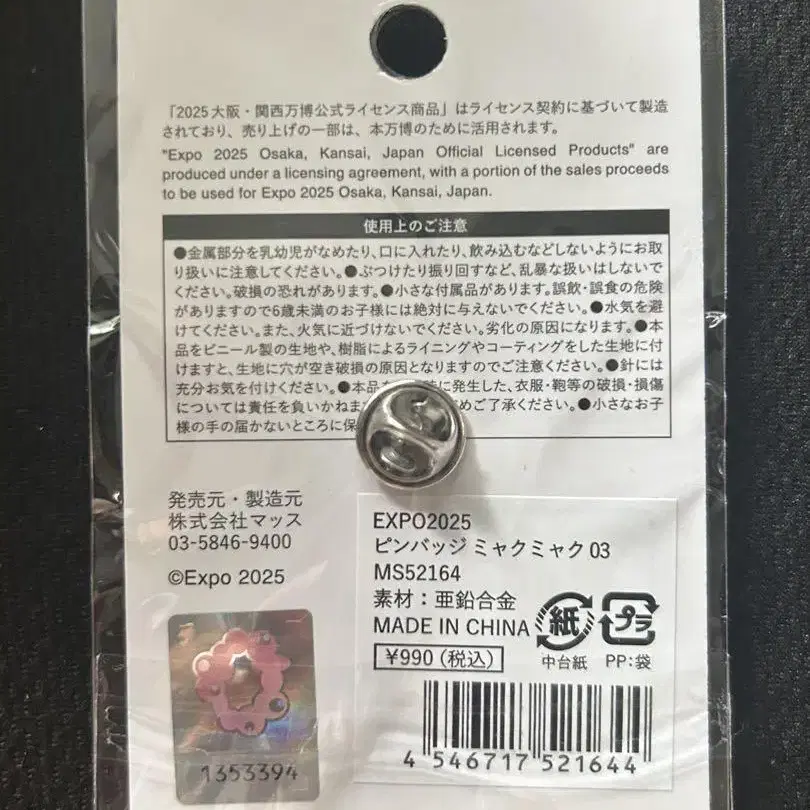 「2025大阪・関西万博公式ライセンス商品」はライセンス契約に基づいて製造
されており、売り上げの一部は、本万博のために活用されます。
"Expo 2025 Osaka, Kansai, Japan Official Licensed Products" are
produced under a licensing agreement, with a portion of the sales proceeds
to be used for Expo 2025 Osaka, Kansai, Japan.
使用上のご注意
●金属部分を乳幼児がなめたり、口に入れたり、飲み込むなどしないようにお取
り扱いに注意してください。●ぶつけたり振り回すなど、乱暴な扱いはしないで
ください。破損の恐れがあります。●小さな付属品があります。誤飲・誤食の危険
がありますので6歳未満のお子様には絶対に与えないでください。●水気を避
けてください。また、火気に近づけないでください。劣化の原因になります。●本
品をビニール製の生地や、樹脂によるライニングやコーティングをした生地に付
けますと、生地に穴が空き破損の原因となりますのでご注意ください。●針には
充分お気を付けください。●本品を に発生した、衣服・鞄等の破損・損傷
については責任を負いかねま めご了承ください。●小さなお子
様の手の届かないところに保
発売元・製造元
株式会社マッス
03-5846-9400
©Expo 2025
1353394
EXPO2025
ピンバッジ ミャクミャク 03
MS52164
素材：亜鉛合金
MADE IN CHINA
¥990 (税込)
紙
プラ
中台紙 PP:袋
4 546717 521644